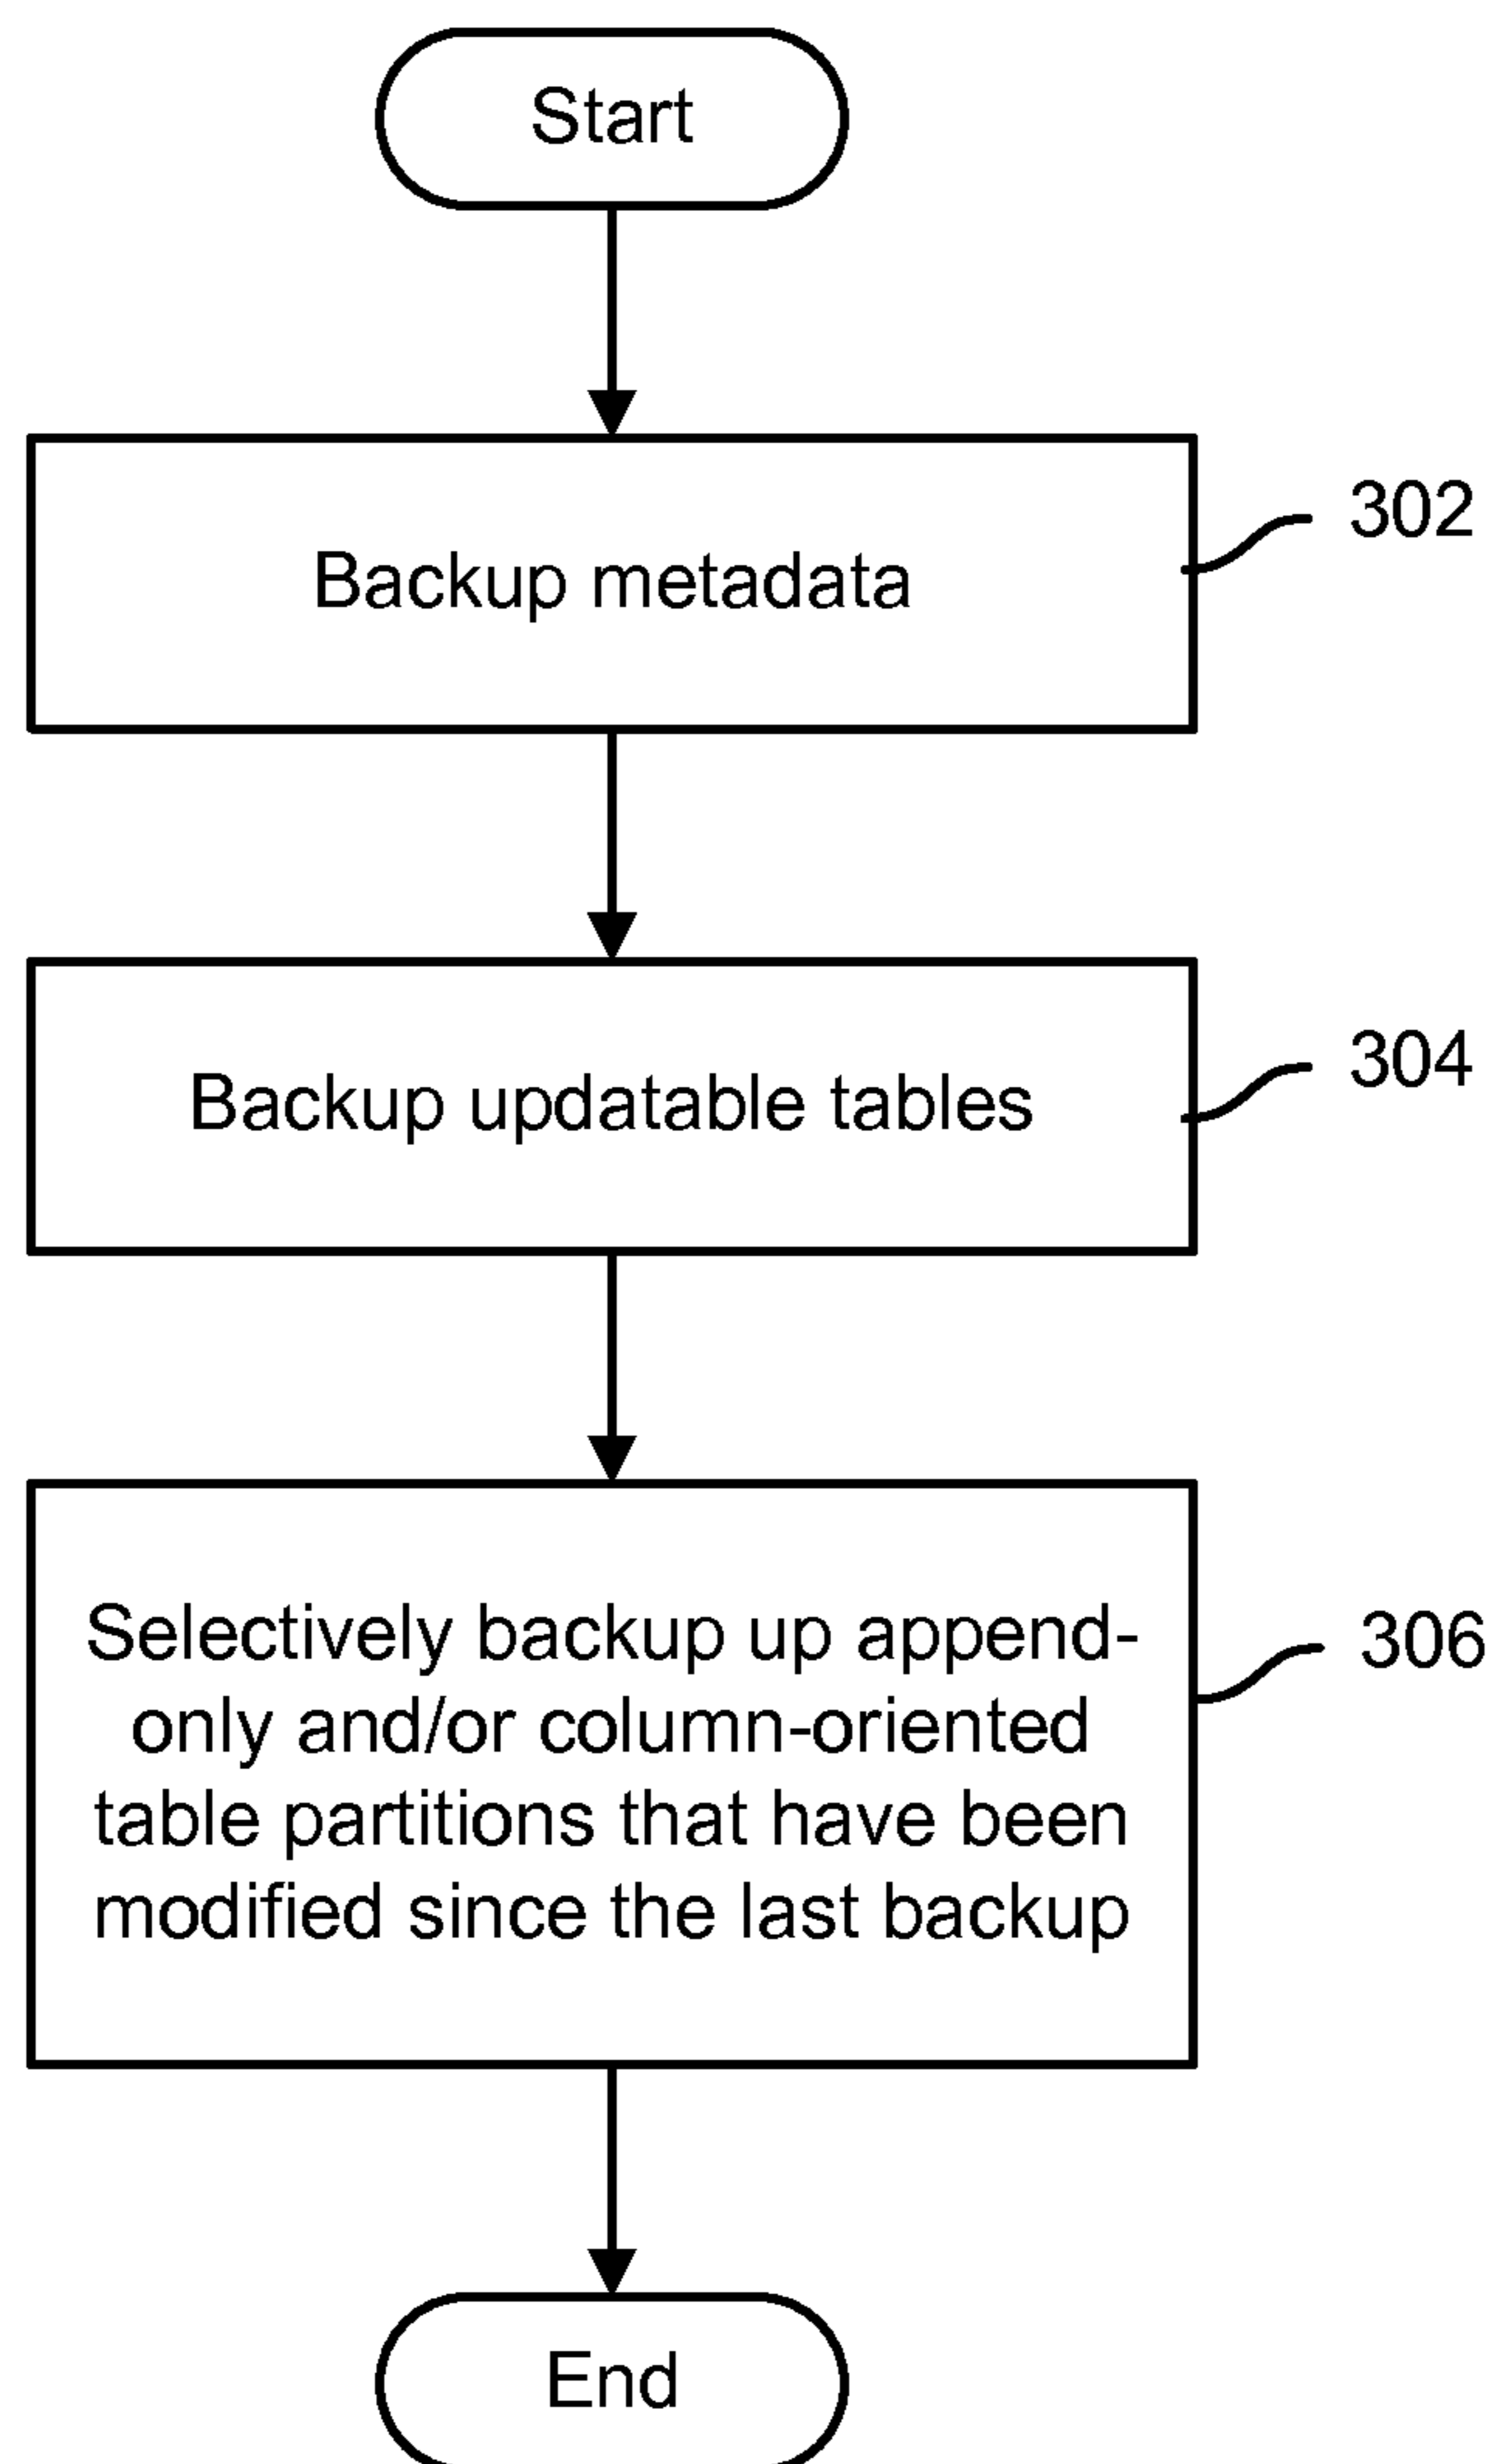 Start
Backup metadata
302
Backup updatable tables
304
Selectively backup up append-
only and/or column-oriented
table partitions that have been
modified since the last backup
306
End